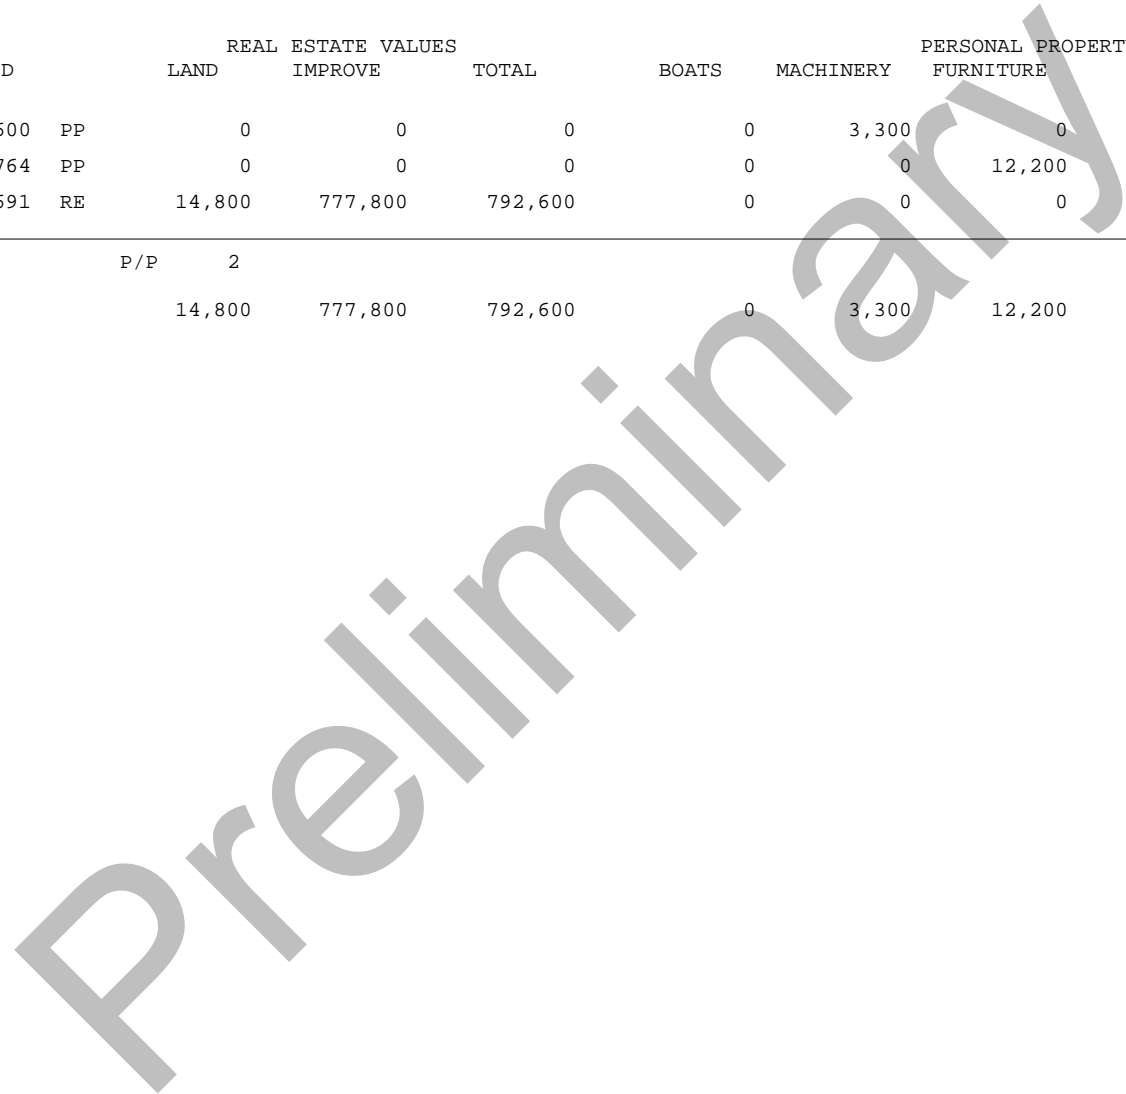 REAL ESTATE VALUES PERSONAL PROPERT
D LAND IMPROVE TOTAL BOATS MACHINERY FURNITURE
500 PP 0 0 0 0 3,300 0
764 PP 0 0 0 0 0 12,200
591 RE 14,800 777,800 792,600 0 0 0
P/P 2
14,800 777,800 792,600 0 3,300 12,200
Preliminary